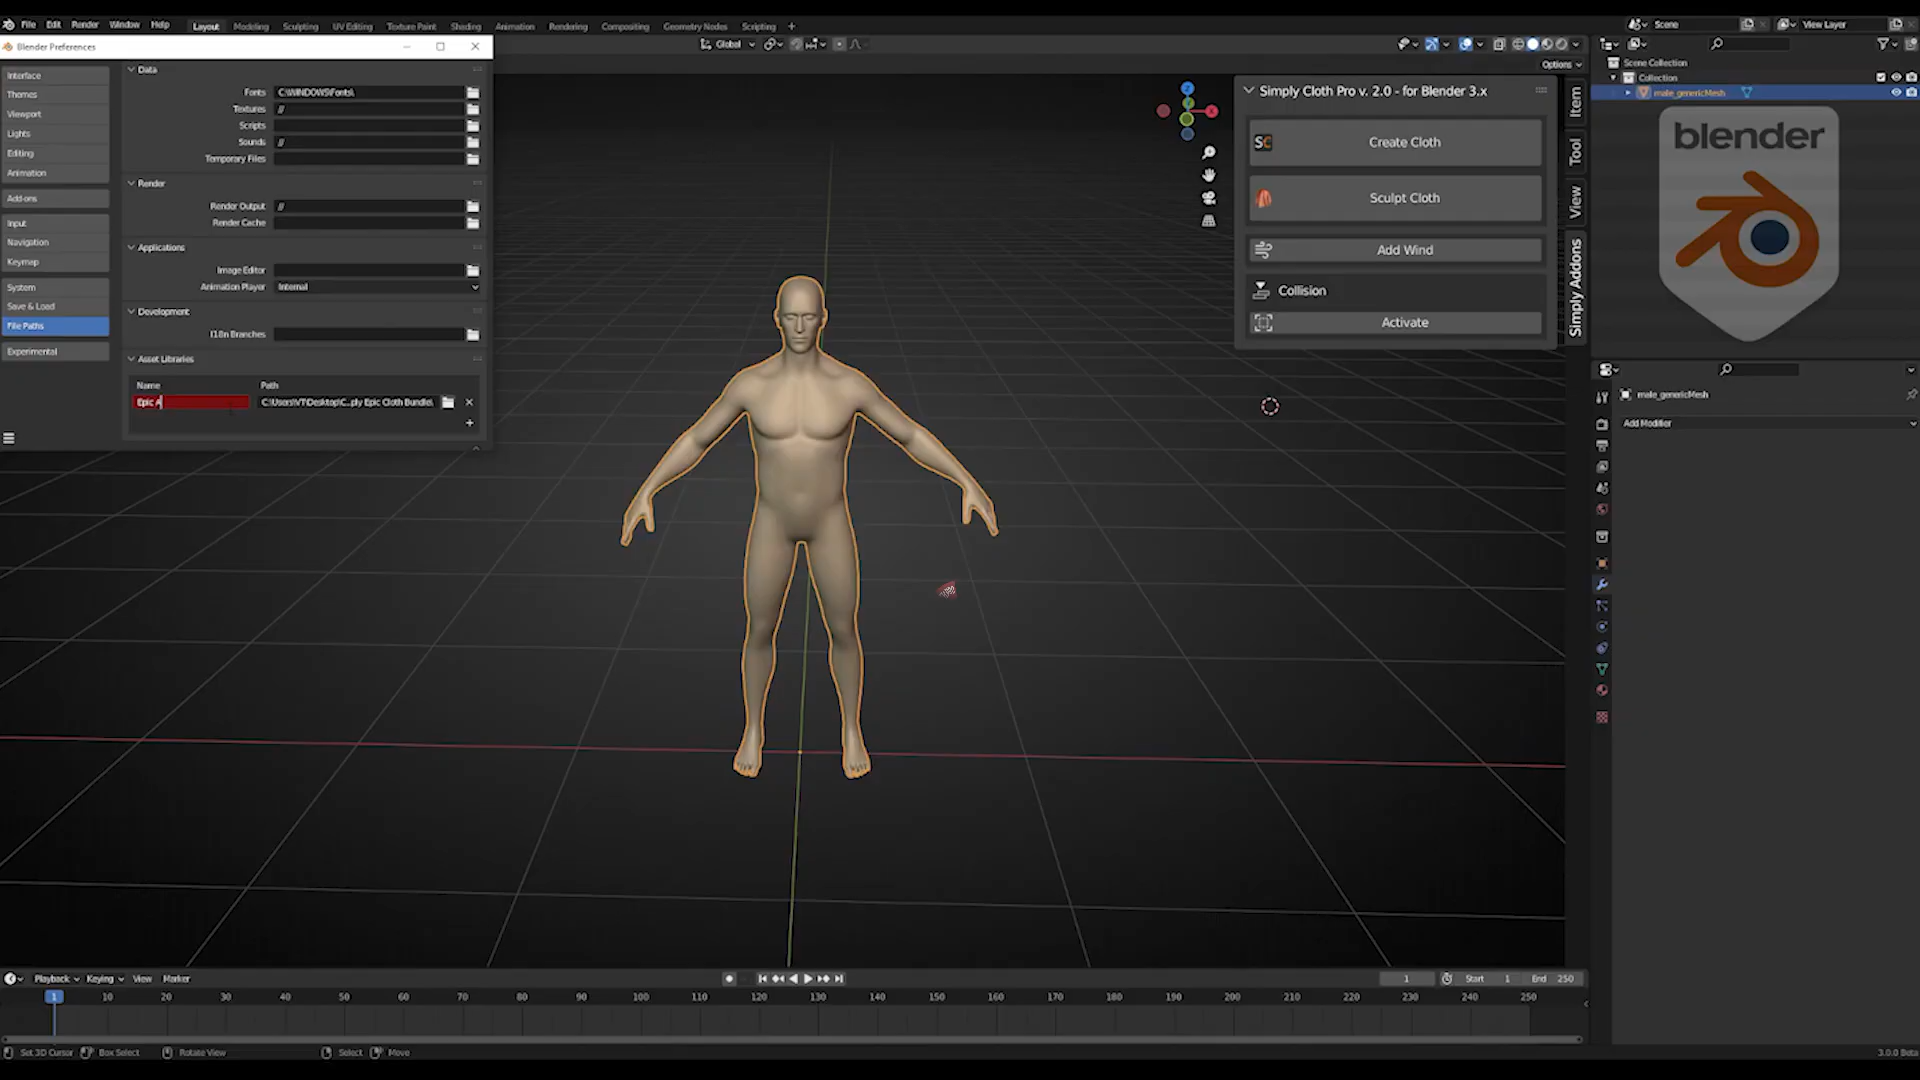 File Edit Render Window Help Layout Modeling Sculpting UV Editing Texture Paint Shading Animation Rendering Compositing Geometry Nodes Scripting +
Scene
View Layer
Blender Preferences
Global
Options
Interface
Themes
Viewport
Lights
Editing
Animation
Add-ons
Input
Navigation
Keymap
System
Save & Load
File Paths
Experimental
Data
Fonts C:\WINDOWS\Fonts\
Textures //
Scripts
Sounds //
Temporary Files
Render
Render Output //
Render Cache
Applications
Image Editor
Animation Player Internal
Development
I18n Branches
Asset Libraries
Name Path
Epic A C:\Users\VT\Desktop\C...ply Epic Cloth Bundle\
Simply Cloth Pro v. 2.0 - for Blender 3.x
SC Create Cloth
Sculpt Cloth
Add Wind
Collision
Activate
Item
Tool
View
Simply Addons
Scene Collection
Collection
male_genericMesh
blender
male_genericMesh
Add Modifier
Playback Keying View Marker
1 Start 1 End 250
1 10 20 30 40 50 60 70 80 90 100 110 120 130 140 150 160 170 180 190 200 210 220 230 240 250
Set 3D Cursor Box Select Rotate View Select Move
3.0.0 Beta